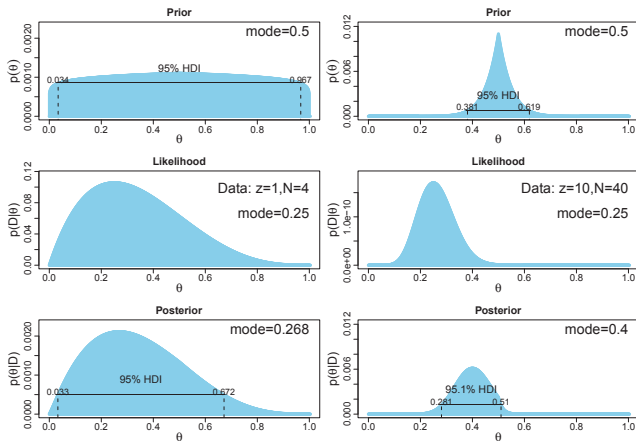 Prior
mode=0.5
p(θ)
0.0000 0.0010 0.0020
95% HDI
0.034 0.967
0.0 0.2 0.4 0.6 0.8 1.0
θ
Prior
mode=0.5
p(θ)
0.000 0.006 0.012
95% HDI
0.381 0.619
0.0 0.2 0.4 0.6 0.8 1.0
θ
Likelihood
Data: z=1,N=4
mode=0.25
p(D|θ)
0.00 0.04 0.08 0.12
0.0 0.2 0.4 0.6 0.8 1.0
θ
Likelihood
Data: z=10,N=40
mode=0.25
p(D|θ)
0.0e+00 1.0e-10
0.0 0.2 0.4 0.6 0.8 1.0
θ
Posterior
mode=0.268
p(θ|D)
0.0000 0.0010 0.0020
95% HDI
0.033 0.672
0.0 0.2 0.4 0.6 0.8 1.0
θ
Posterior
mode=0.4
p(θ|D)
0.000 0.006 0.012
95.1% HDI
0.281 0.51
0.0 0.2 0.4 0.6 0.8 1.0
θ